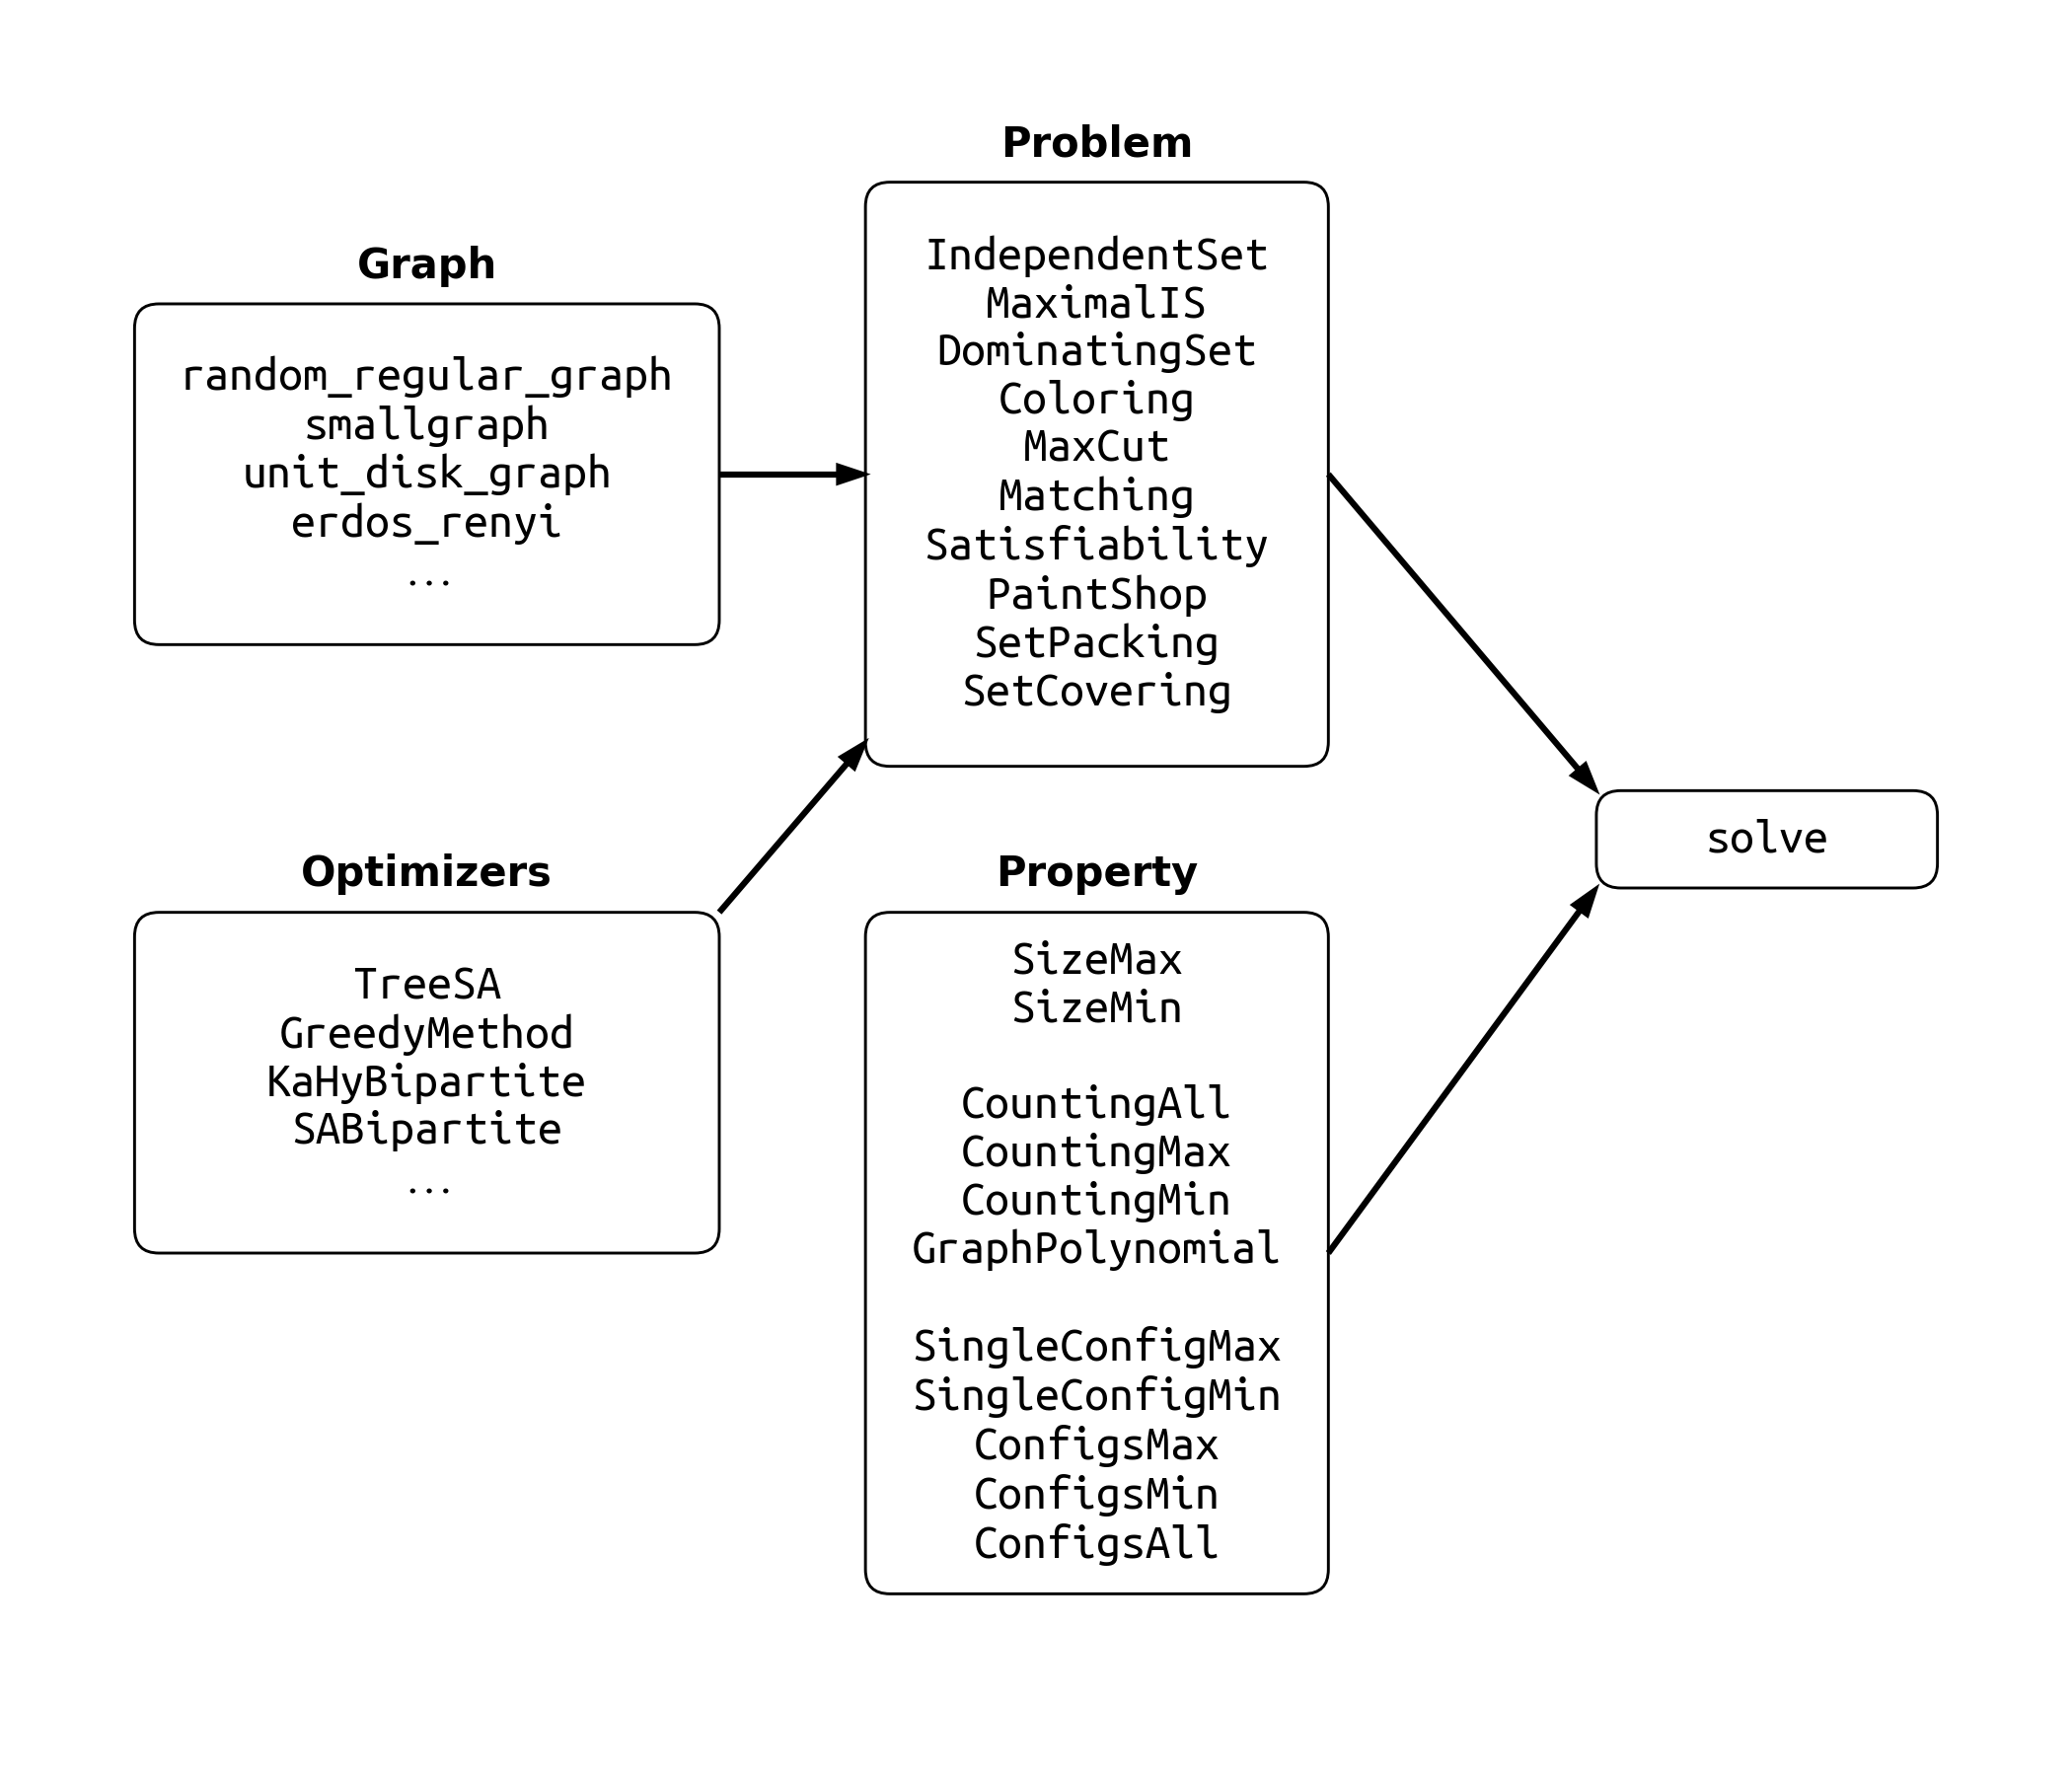 Graph
random_regular_graph
smallgraph
unit_disk_graph
erdos_renyi
...
Optimizers
TreeSA
GreedyMethod
KaHyBipartite
SABipartite
...
Problem
IndependentSet
MaximalIS
DominatingSet
Coloring
MaxCut
Matching
Satisfiability
PaintShop
SetPacking
SetCovering
Property
SizeMax
SizeMin
CountingAll
CountingMax
CountingMin
GraphPolynomial
SingleConfigMax
SingleConfigMin
ConfigsMax
ConfigsMin
ConfigsAll
solve